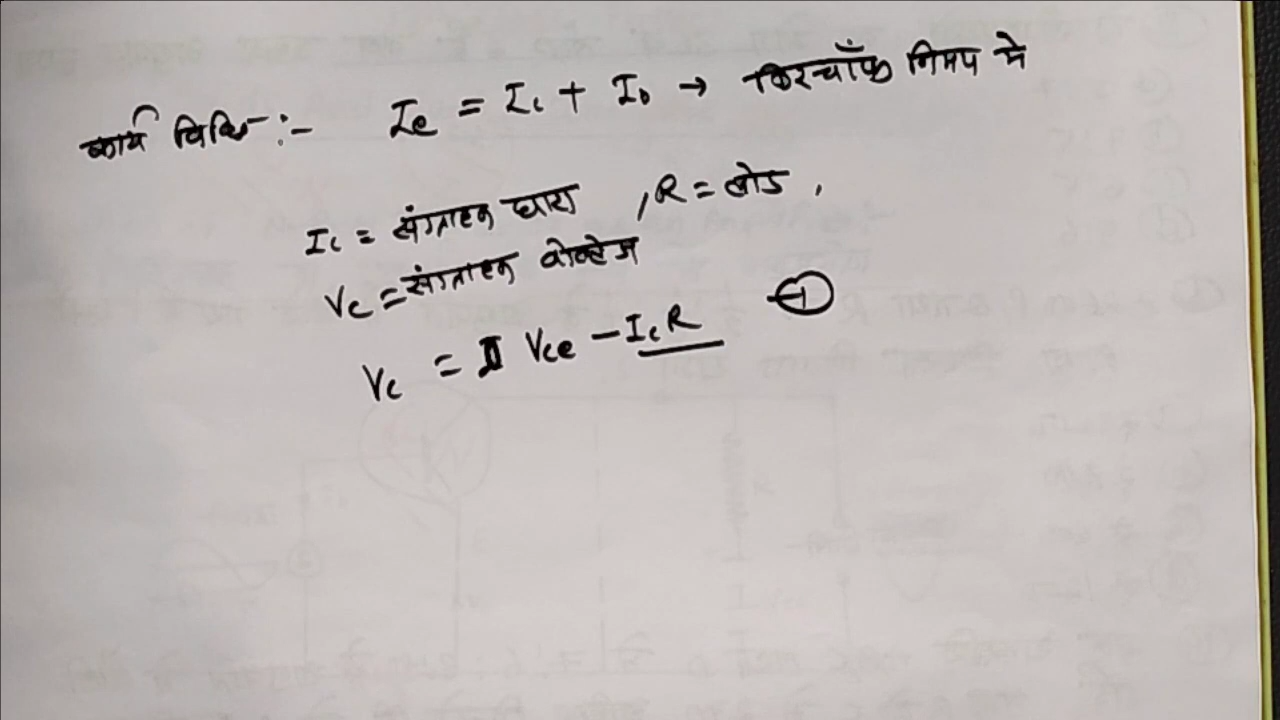 कार्य विधि :- Ie = Ic + Ib → किरचॉफ नियम से
Ic = संग्राहक धारा , R = लोड ,
Vc = संग्राहक वोल्टेज
Vc = Vce - IcR ①